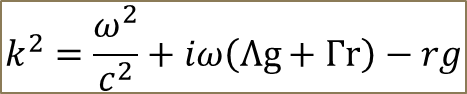 k² = ω²/c² + iω(Λg + Γr) − rg